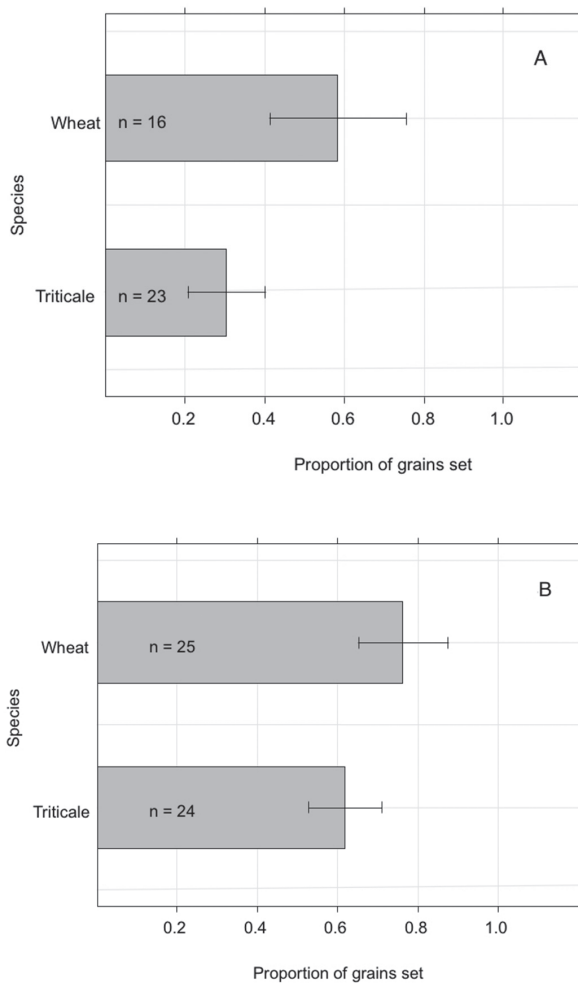 A
Wheat
n = 16
Species
Triticale
n = 23
0.2 0.4 0.6 0.8 1.0
Proportion of grains set
B
Wheat
n = 25
Species
Triticale
n = 24
0.2 0.4 0.6 0.8 1.0
Proportion of grains set